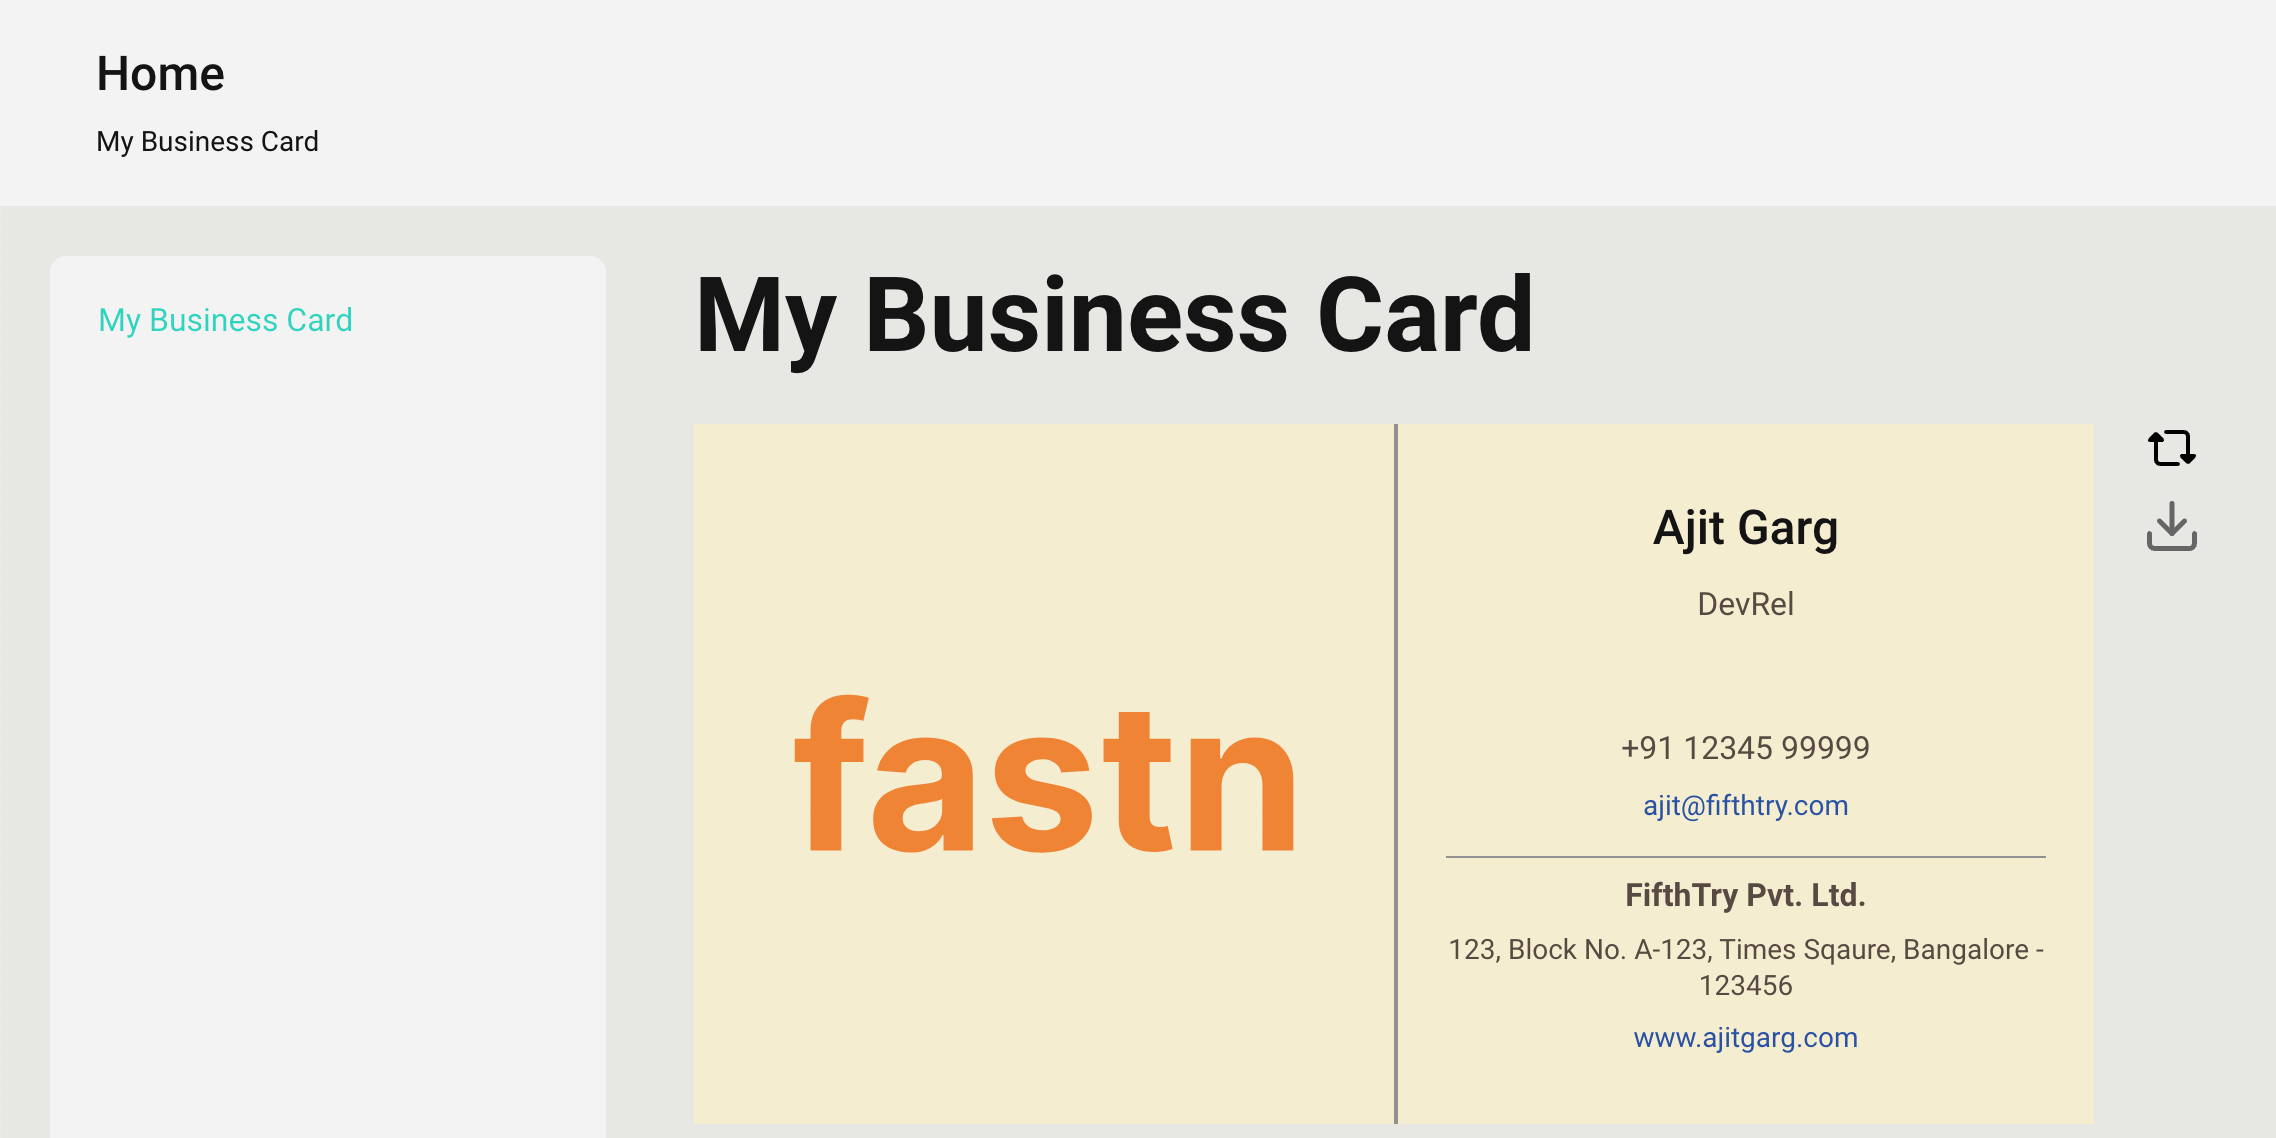 Home
My Business Card
My Business Card
My Business Card
fastn
Ajit Garg
DevRel
+91 12345 99999
ajit@fifthtry.com
FifthTry Pvt. Ltd.
123, Block No. A-123, Times Sqaure, Bangalore -
123456
www.ajitgarg.com